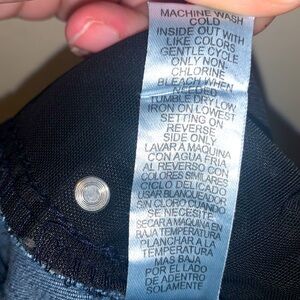 MACHINE WASH
COLD
INSIDE OUT WITH
LIKE COLORS
GENTLE CYCLE
ONLY NON-
CHLORINE
BLEACH WHEN
NEEDED
TUMBLE DRY LOW
IRON ON LOWEST
SETTING ON
REVERSE
SIDE ONLY
LAVAR A MAQUINA
CON AGUA FRIA
AL REVERSO CON
COLORES SIMILARES
CICLO DELICADO
USAR BLANQUEADOR
SIN CLORO CUANDO
SE NECESITE
SECAR A MAQUINA EN
BAJA TEMPERATURA
PLANCHAR A LA
TEMPERATURA
MAS BAJA
POR EL LADO
DE ADENTRO
SOLAMENTE